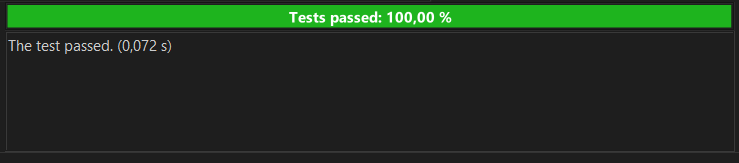 Tests passed: 100,00 %
The test passed. (0,072 s)